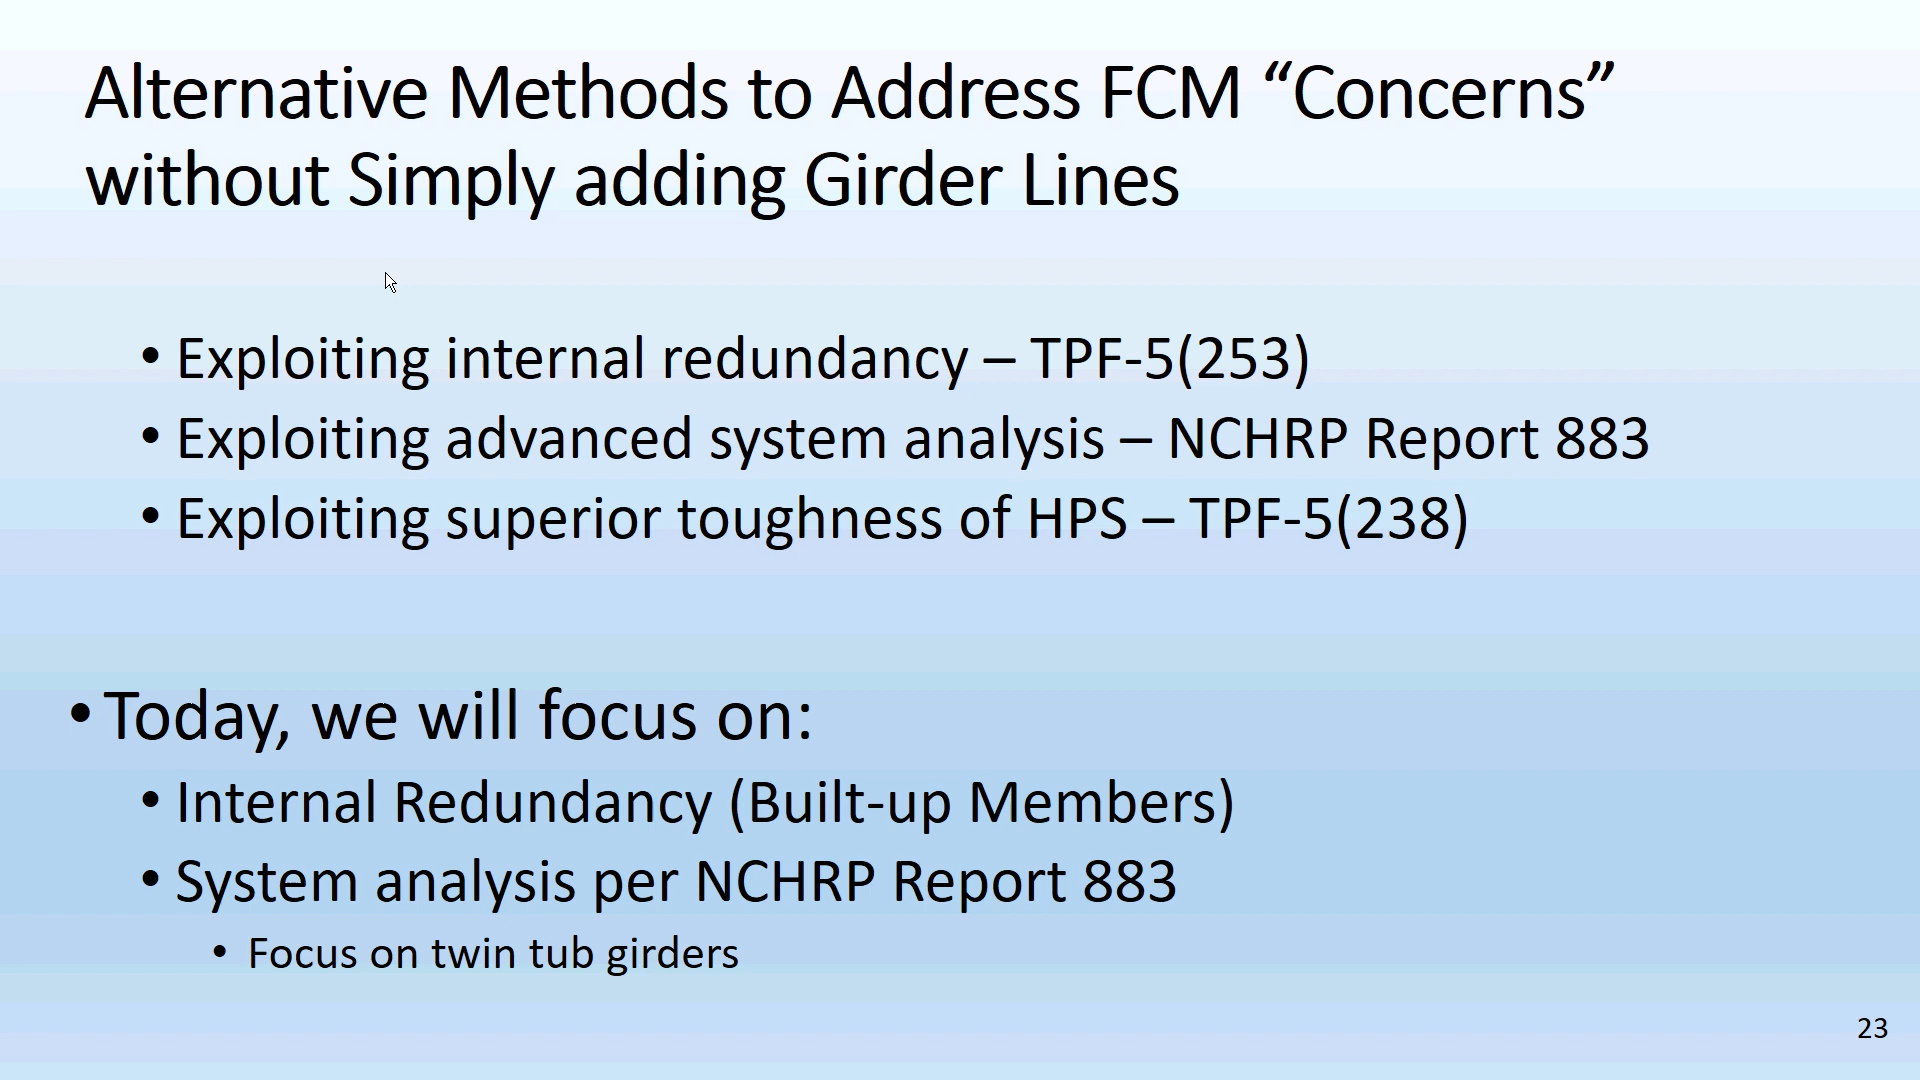 Alternative Methods to Address FCM “Concerns”
without Simply adding Girder Lines
• Exploiting internal redundancy – TPF-5(253)
• Exploiting advanced system analysis – NCHRP Report 883
• Exploiting superior toughness of HPS – TPF-5(238)
• Today, we will focus on:
• Internal Redundancy (Built-up Members)
• System analysis per NCHRP Report 883
• Focus on twin tub girders
23